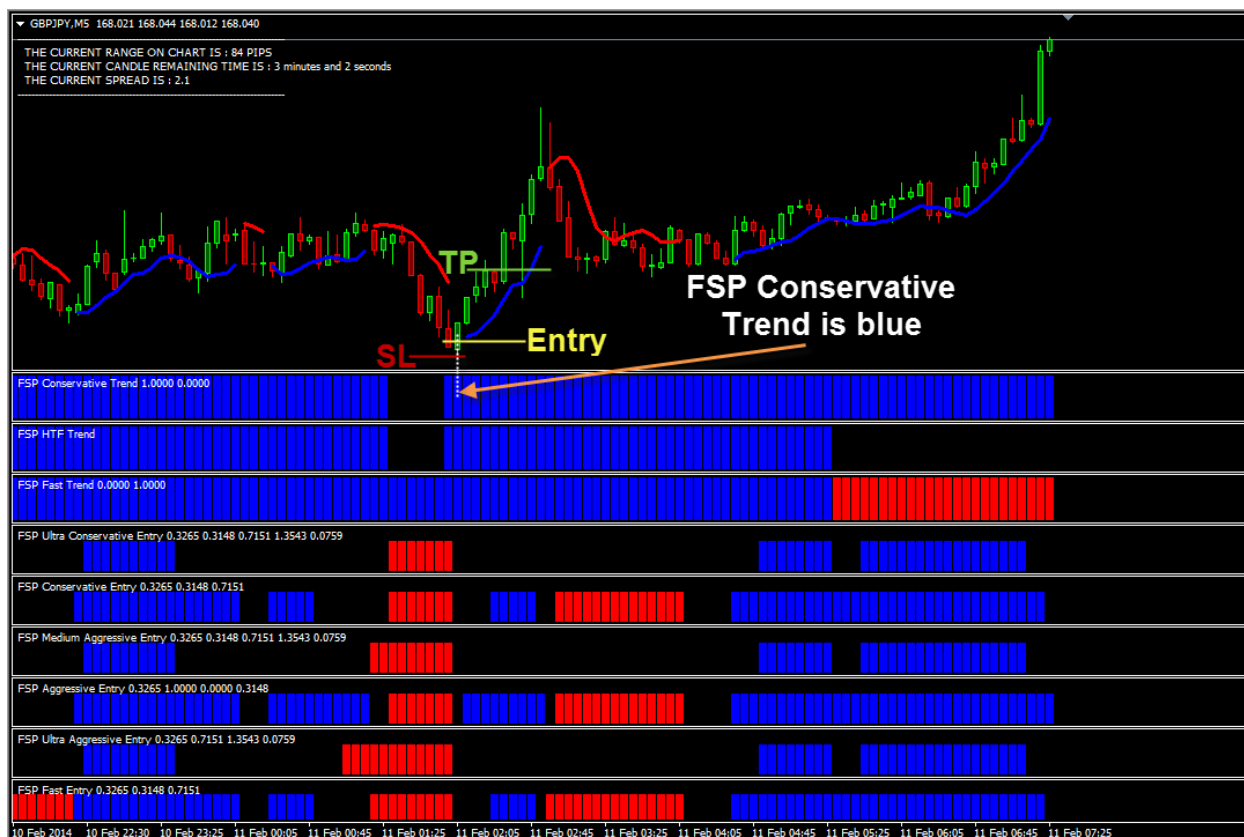 GBPJPY,M5 168.021 168.044 168.012 168.040
THE CURRENT RANGE ON CHART IS : 84 PIPS
THE CURRENT CANDLE REMAINING TIME IS : 3 minutes and 2 seconds
THE CURRENT SPREAD IS : 2.1
TP
FSP Conservative
Trend is blue
Entry
SL
FSP Conservative Trend 1.0000 0.0000
FSP HTF Trend
FSP Fast Trend 0.0000 1.0000
FSP Ultra Conservative Entry 0.3265 0.3148 0.7151 1.3543 0.0759
FSP Conservative Entry 0.3265 0.3148 0.7151
FSP Medium Aggressive Entry 0.3265 0.3148 0.7151 1.3543 0.0759
FSP Aggressive Entry 0.3265 1.0000 0.0000 0.3148
FSP Ultra Aggressive Entry 0.3265 0.7151 1.3543 0.0759
FSP Fast Entry 0.3265 0.3148 0.7151
10 Feb 2014 10 Feb 22:30 10 Feb 23:25 11 Feb 00:05 11 Feb 00:45 11 Feb 01:25 11 Feb 02:05 11 Feb 02:45 11 Feb 03:25 11 Feb 04:05 11 Feb 04:45 11 Feb 05:25 11 Feb 06:05 11 Feb 06:45 11 Feb 07:25